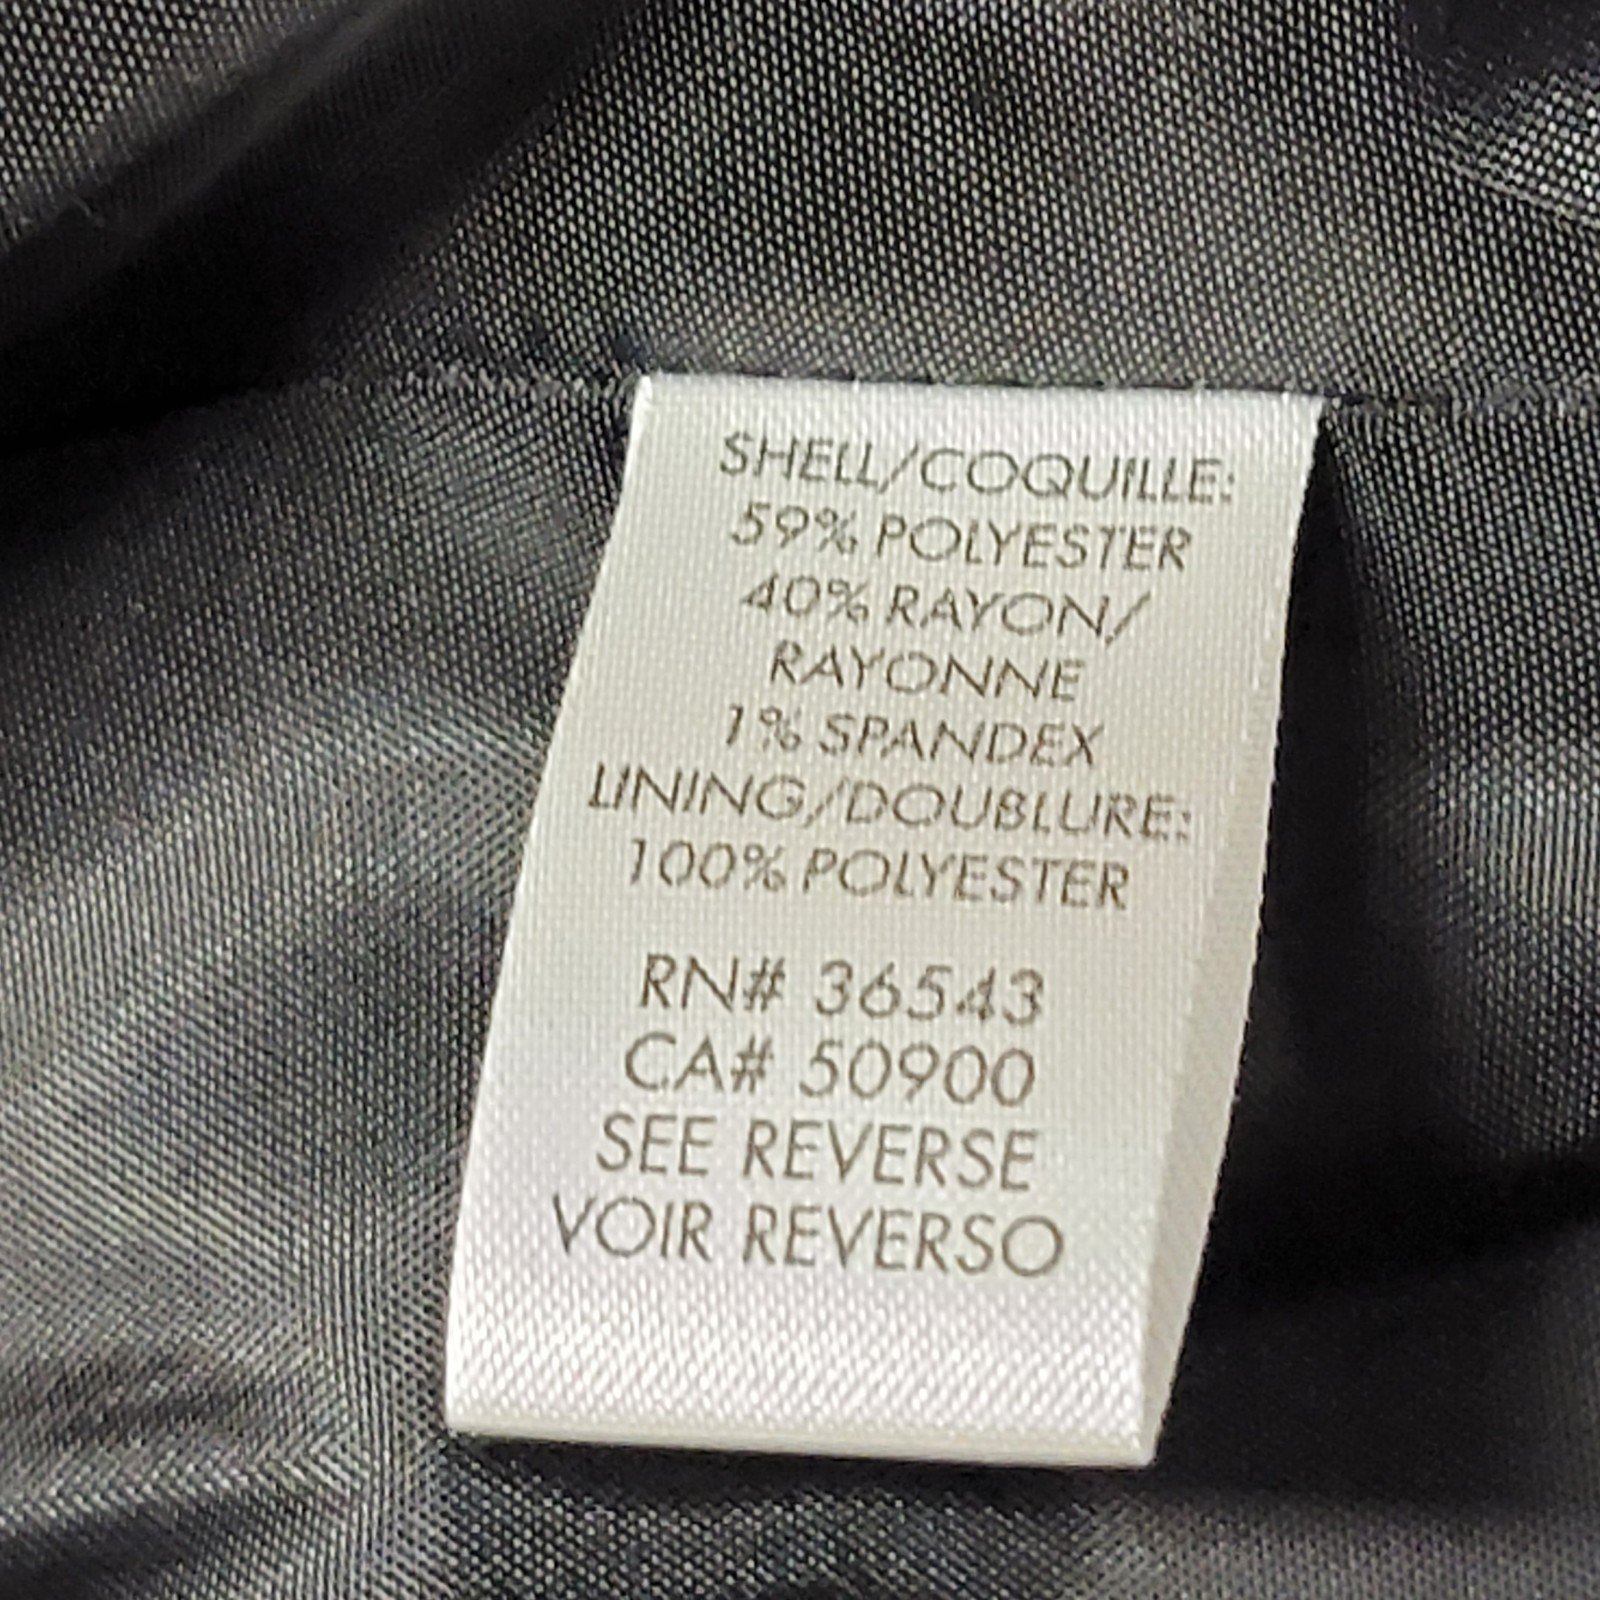 SHELL/COQUILLE:
59% POLYESTER
40% RAYON/
RAYONNE
1% SPANDEX
LINING/DOUBLURE:
100% POLYESTER
RN# 36543
CA# 50900
SEE REVERSE
VOIR REVERSO